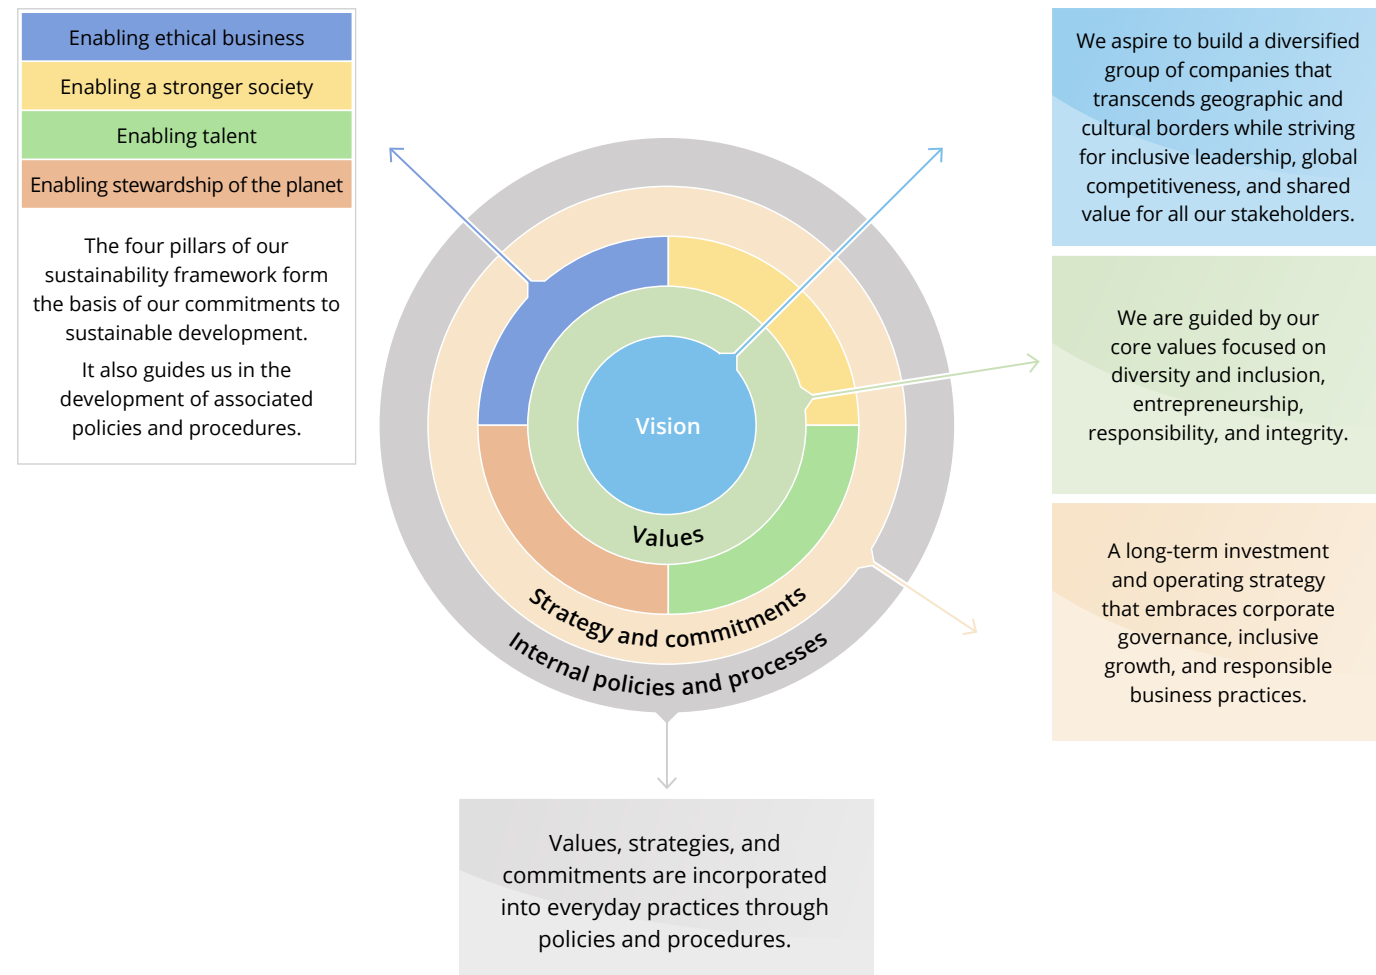 Enabling ethical business
Enabling a stronger society
Enabling talent
Enabling stewardship of the planet
The four pillars of our
sustainability framework form
the basis of our commitments to
sustainable development.
It also guides us in the
development of associated
policies and procedures.
Vision
Values
Strategy and commitments
Internal policies and processes
We aspire to build a diversified
group of companies that
transcends geographic and
cultural borders while striving
for inclusive leadership, global
competitiveness, and shared
value for all our stakeholders.
We are guided by our
core values focused on
diversity and inclusion,
entrepreneurship,
responsibility, and integrity.
A long-term investment
and operating strategy
that embraces corporate
governance, inclusive
growth, and responsible
business practices.
Values, strategies, and
commitments are incorporated
into everyday practices through
policies and procedures.